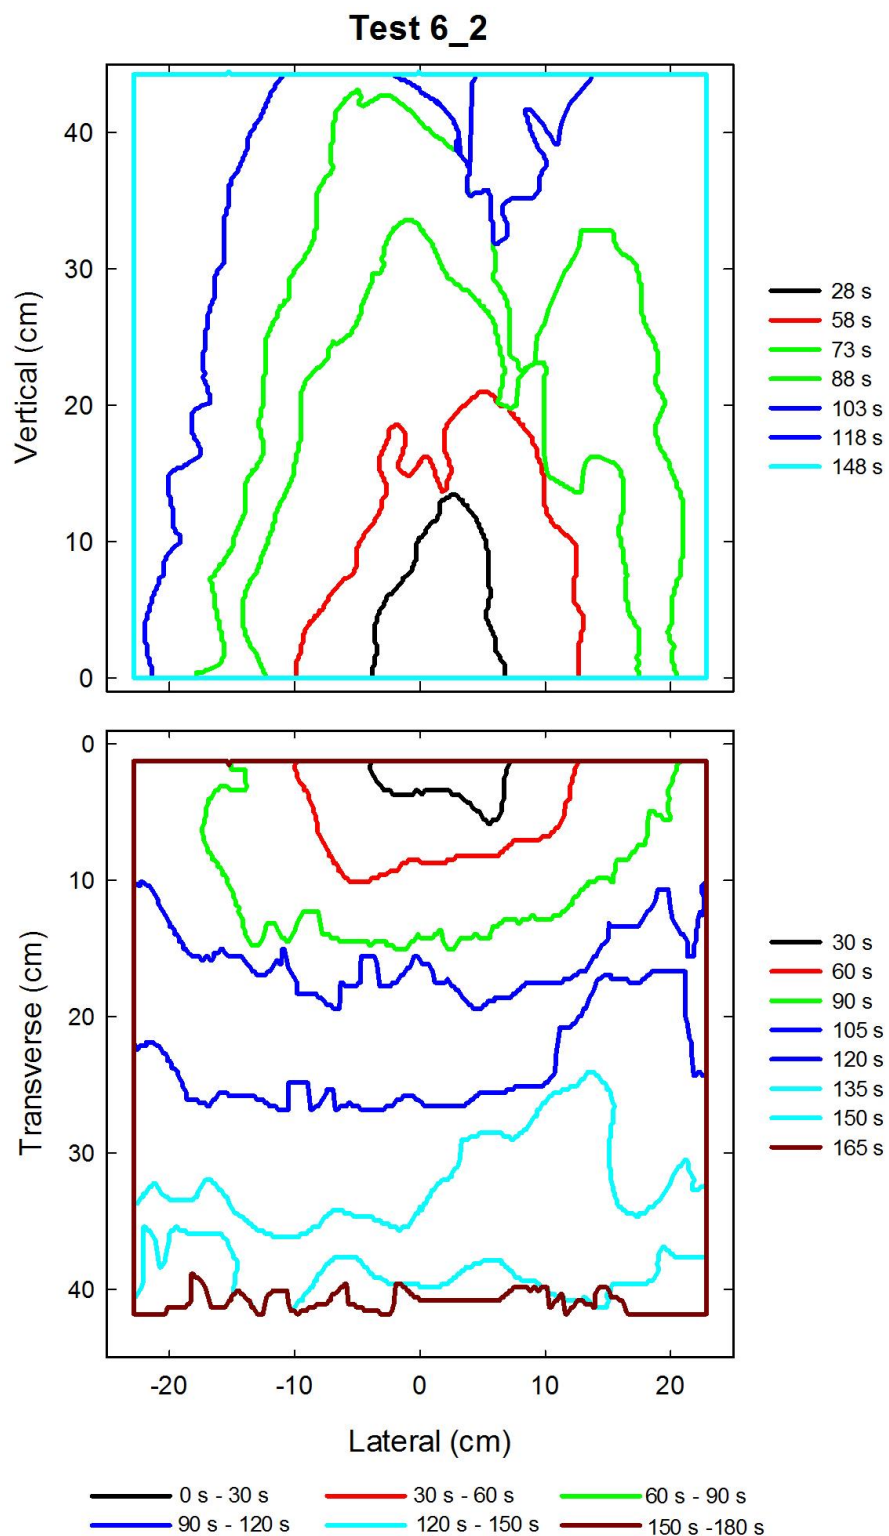 Test 6_2
40
30
20
10
0
Vertical (cm)
28 s
58 s
73 s
88 s
103 s
118 s
148 s
0
10
20
30
40
Transverse (cm)
30 s
60 s
90 s
105 s
120 s
135 s
150 s
165 s
-20 -10 0 10 20
Lateral (cm)
0 s - 30 s 30 s - 60 s 60 s - 90 s
90 s - 120 s 120 s - 150 s 150 s -180 s